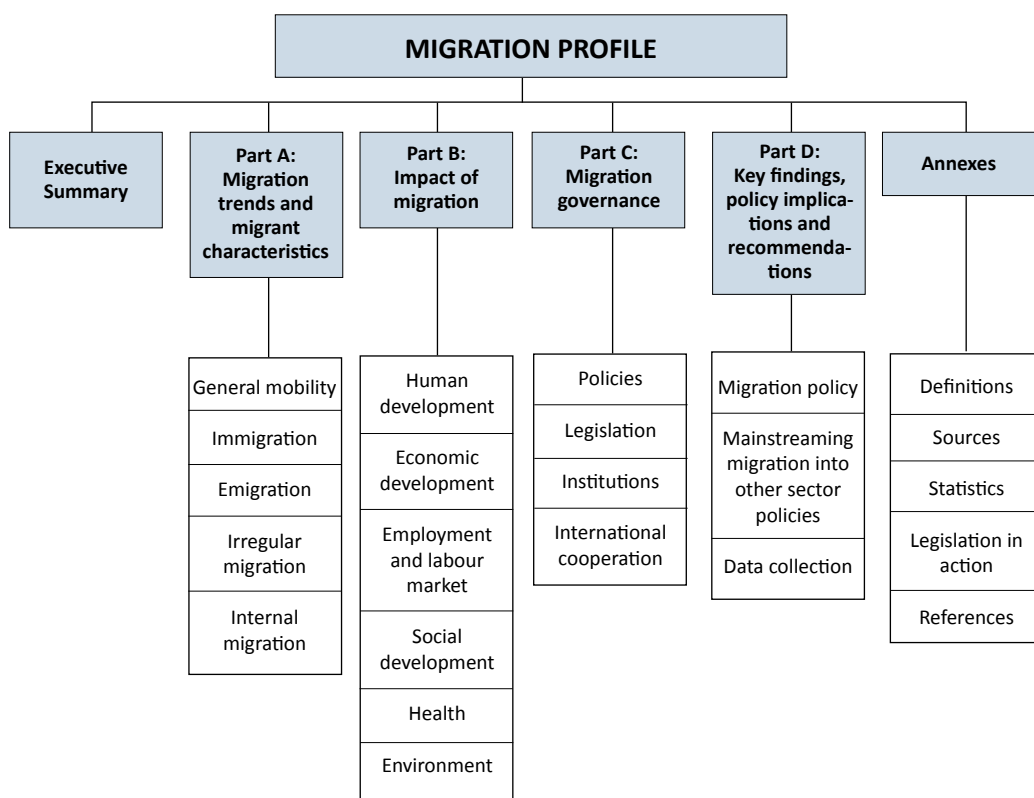 MIGRATION PROFILE
Executive
Summary
Part A:
Migration
trends and
migrant
characteristics
Part B:
Impact of
migration
Part C:
Migration
governance
Part D:
Key findings,
policy implica-
tions and
recommenda-
tions
Annexes
General mobility
Immigration
Emigration
Irregular
migration
Internal
migration
Human
development
Economic
development
Employment
and labour
market
Social
development
Health
Environment
Policies
Legislation
Institutions
International
cooperation
Migration policy
Mainstreaming
migration into
other sector
policies
Data collection
Definitions
Sources
Statistics
Legislation in
action
References